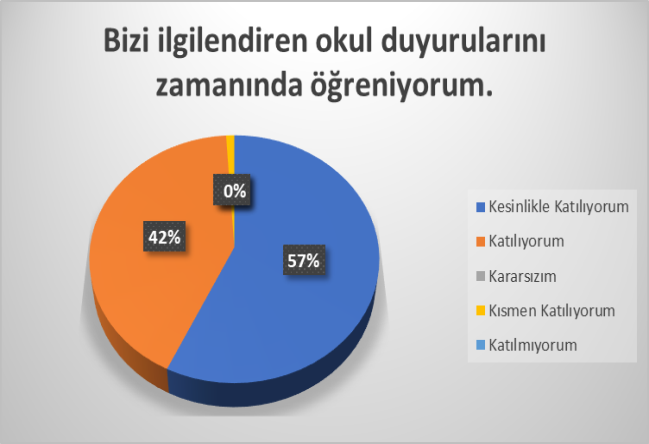 Bizi ilgilendiren okul duyurularını
zamanında öğreniyorum.
0%
42%
57%
Kesinlikle Katılıyorum
Katılıyorum
Kararsızım
Kısmen Katılıyorum
Katılmıyorum